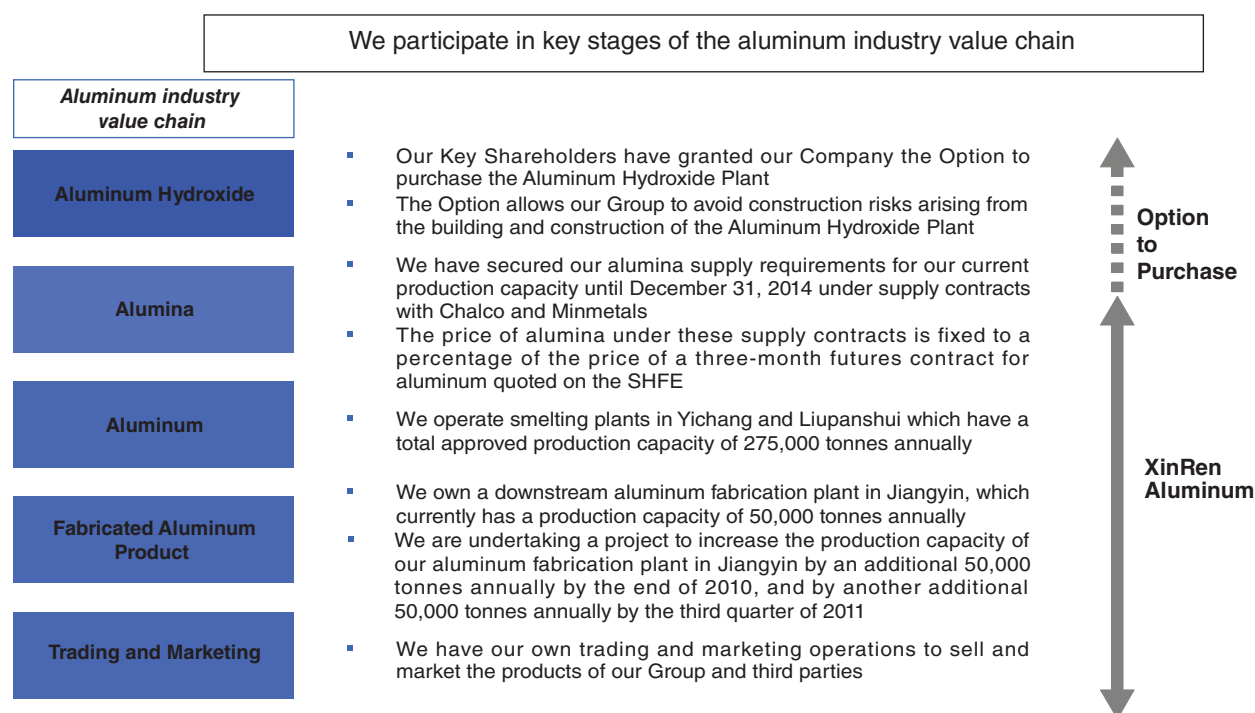 We participate in key stages of the aluminum industry value chain
Aluminum industry
value chain
Aluminum Hydroxide
▪ Our Key Shareholders have granted our Company the Option to
purchase the Aluminum Hydroxide Plant
▪ The Option allows our Group to avoid construction risks arising from
the building and construction of the Aluminum Hydroxide Plant
Option
to
Purchase
Alumina
▪ We have secured our alumina supply requirements for our current
production capacity until December 31, 2014 under supply contracts
with Chalco and Minmetals
▪ The price of alumina under these supply contracts is fixed to a
percentage of the price of a three-month futures contract for
aluminum quoted on the SHFE
Aluminum
▪ We operate smelting plants in Yichang and Liupanshui which have a
total approved production capacity of 275,000 tonnes annually
XinRen
Aluminum
Fabricated Aluminum
Product
▪ We own a downstream aluminum fabrication plant in Jiangyin, which
currently has a production capacity of 50,000 tonnes annually
▪ We are undertaking a project to increase the production capacity of
our aluminum fabrication plant in Jiangyin by an additional 50,000
tonnes annually by the end of 2010, and by another additional
50,000 tonnes annually by the third quarter of 2011
Trading and Marketing
▪ We have our own trading and marketing operations to sell and
market the products of our Group and third parties